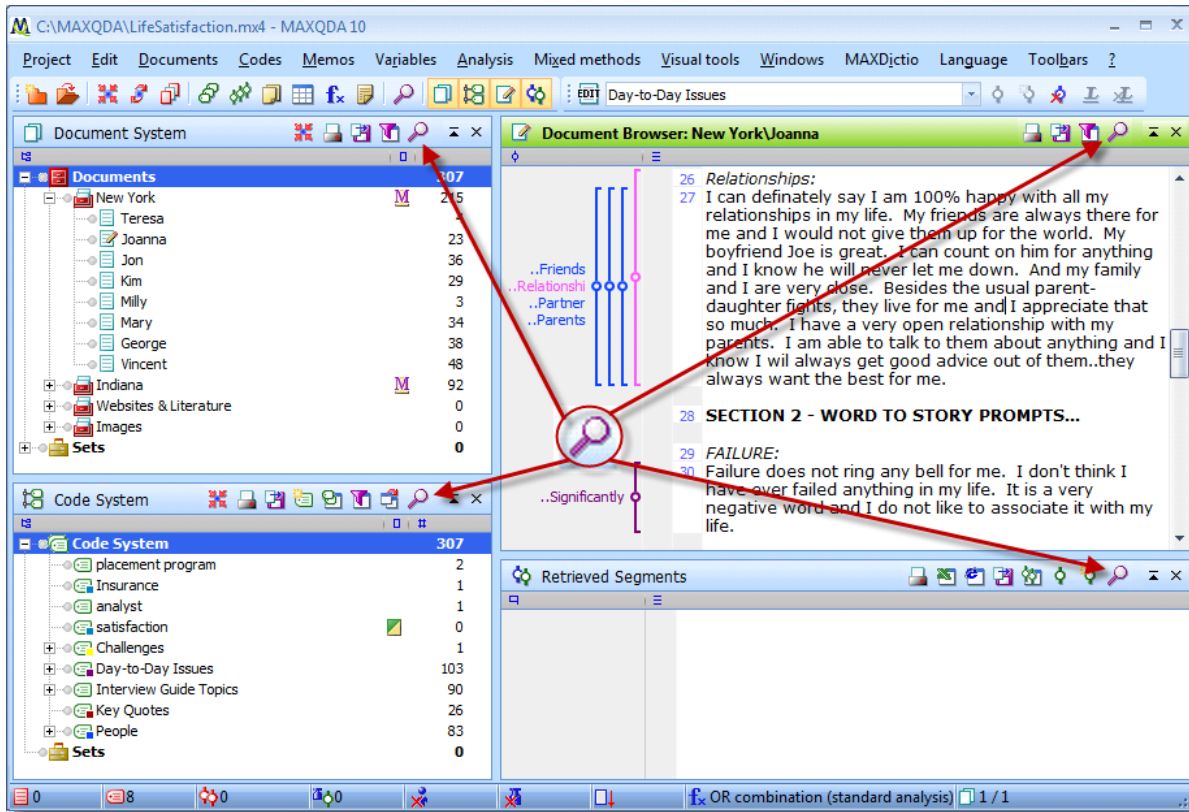 C:\MAXQDA\LifeSatisfaction.mx4 - MAXQDA 10
Project Edit Documents Codes Memos Variables Analysis Mixed methods Visual tools Windows MAXDictio Language Toolbars ?
EDIT Day-to-Day Issues
Document System
Documents 307
New York M 215
Teresa
Joanna 23
Jon 36
Kim 29
Milly 3
Mary 34
George 38
Vincent 48
Indiana M 92
Websites & Literature 0
Images 0
Sets 0
Code System
#
Code System 307
placement program 2
Insurance 1
analyst 1
satisfaction 0
Challenges 1
Day-to-Day Issues 103
Interview Guide Topics 90
Key Quotes 26
People 83
Sets 0
Document Browser: New York\Joanna
26 Relationships:
27 I can definately say I am 100% happy with all my
relationships in my life. My friends are always there for
me and I would not give them up for the world. My
boyfriend Joe is great. I can count on him for anything
and I know he will never let me down. And my family
and I are very close. Besides the usual parent-
daughter fights, they live for me and I appreciate that
so much. I have a very open relationship with my
parents. I am able to talk to them about anything and I
know I wil always get good advice out of them..they
always want the best for me.
..Friends
..Relationshi
..Partner
..Parents
28 SECTION 2 - WORD TO STORY PROMPTS...
29 FAILURE:
30 Failure does not ring any bell for me. I don't think I
have ever failed anything in my life. It is a very
negative word and I do not like to associate it with my
life.
..Significantly
Retrieved Segments
0 8 0 0 fx OR combination (standard analysis) 1 / 1